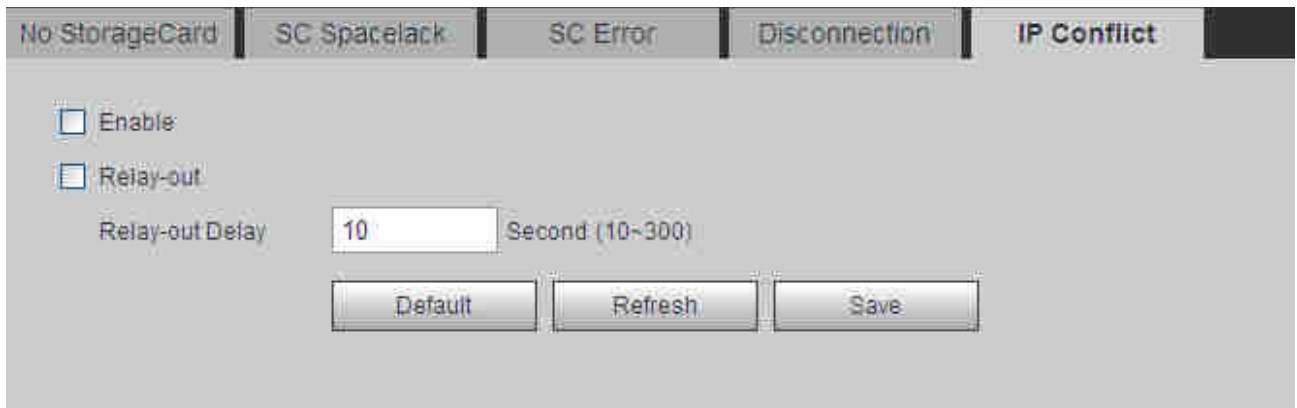 No StorageCard SC Spacelack SC Error Disconnection IP Conflict
Enable
Relay-out
Relay-out Delay 10 Second (10~300)
Default Refresh Save